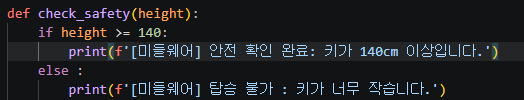 def check_safety(height):
    if height >= 140:
        print(f'[미들웨어] 안전 확인 완료: 키가 140cm 이상입니다.')
    else :
        print(f'[미들웨어] 탑승 불가 : 키가 너무 작습니다.')